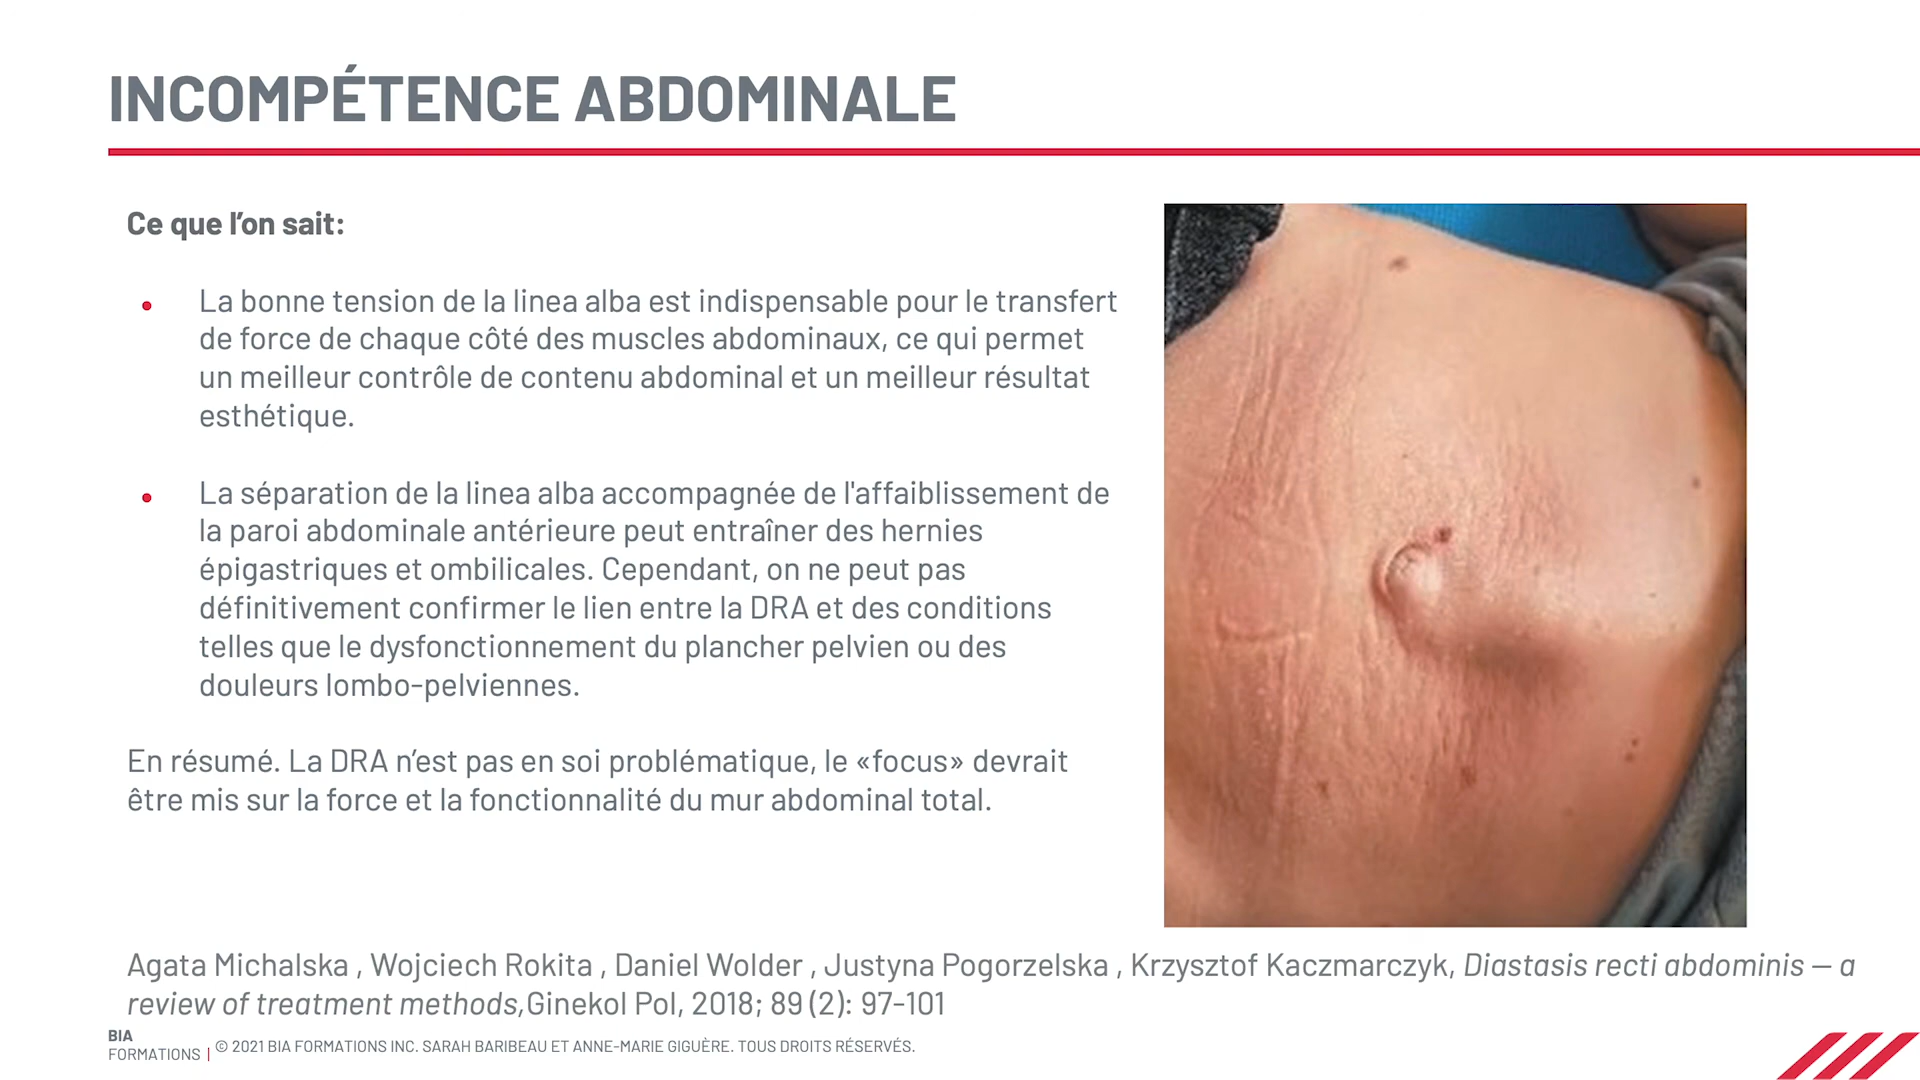 INCOMPÉTENCE ABDOMINALE
Ce que l’on sait:
• La bonne tension de la linea alba est indispensable pour le transfert
de force de chaque côté des muscles abdominaux, ce qui permet
un meilleur contrôle de contenu abdominal et un meilleur résultat
esthétique.
• La séparation de la linea alba accompagnée de l'affaiblissement de
la paroi abdominale antérieure peut entraîner des hernies
épigastriques et ombilicales. Cependant, on ne peut pas
définitivement confirmer le lien entre la DRA et des conditions
telles que le dysfonctionnement du plancher pelvien ou des
douleurs lombo-pelviennes.
En résumé. La DRA n’est pas en soi problématique, le «focus» devrait
être mis sur la force et la fonctionnalité du mur abdominal total.
Agata Michalska , Wojciech Rokita , Daniel Wolder , Justyna Pogorzelska , Krzysztof Kaczmarczyk, Diastasis recti abdominis — a
review of treatment methods,Ginekol Pol, 2018; 89 (2): 97-101
BIA
FORMATIONS | © 2021 BIA FORMATIONS INC. SARAH BARIBEAU ET ANNE-MARIE GIGUÈRE. TOUS DROITS RÉSERVÉS.